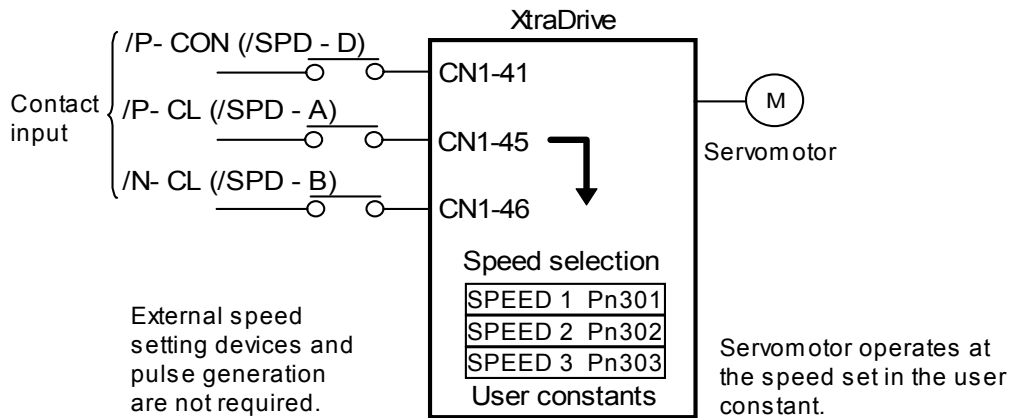 XtraDrive
/P- CON (/SPD - D)
CN1-41
Contact
input
/P- CL (/SPD - A)
CN1-45
/N- CL (/SPD - B)
CN1-46
M
Servomotor
Speed selection
SPEED 1 Pn301
SPEED 2 Pn302
SPEED 3 Pn303
User constants
External speed
setting devices and
pulse generation
are not required.
Servomotor operates at
the speed set in the user
constant.